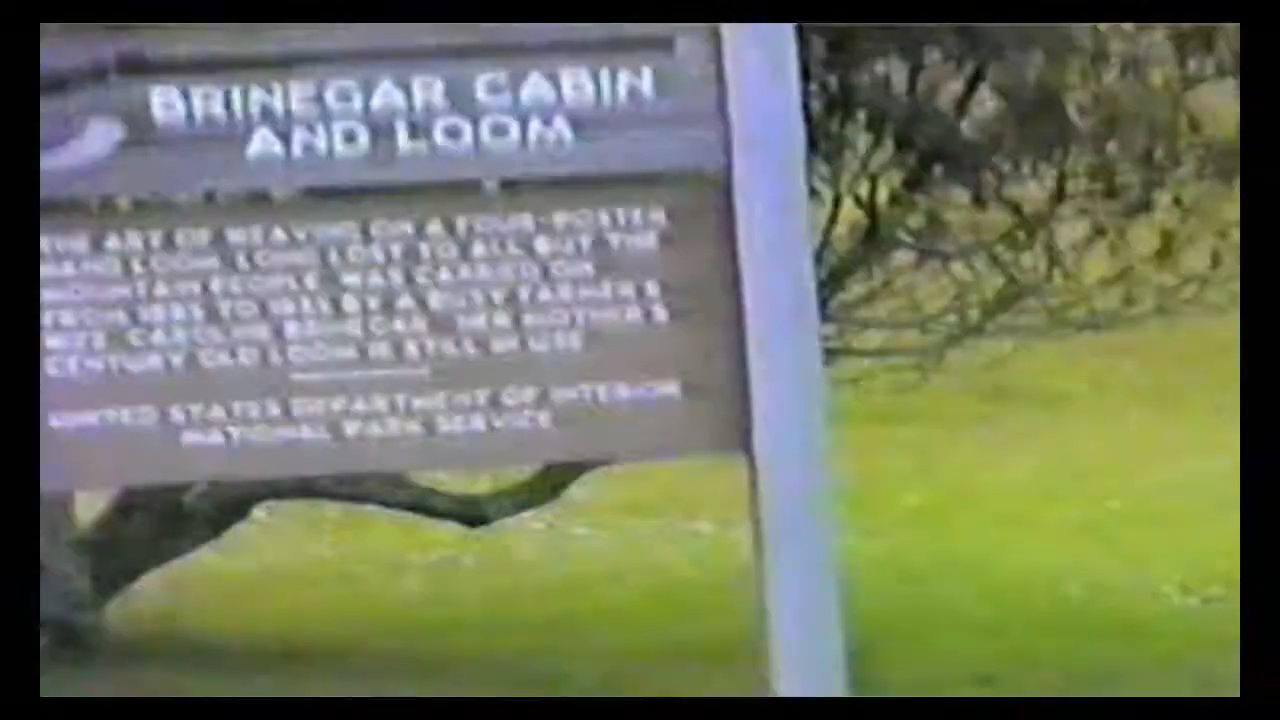 BRINEGAR CABIN
AND LOOM
THE ART OF WEAVING ON A FOUR-POSTER
HAND LOOM, LONG LOST TO ALL BUT THE
MOUNTAIN PEOPLE, WAS CARRIED ON
FROM TO BY A BUSY FARMER'S
WIFE, CAROLINE BRINEGAR. HER MOTHER'S
CENTURY OLD LOOM IS STILL IN USE
UNITED STATES DEPARTMENT OF INTERIOR
NATIONAL PARK SERVICE